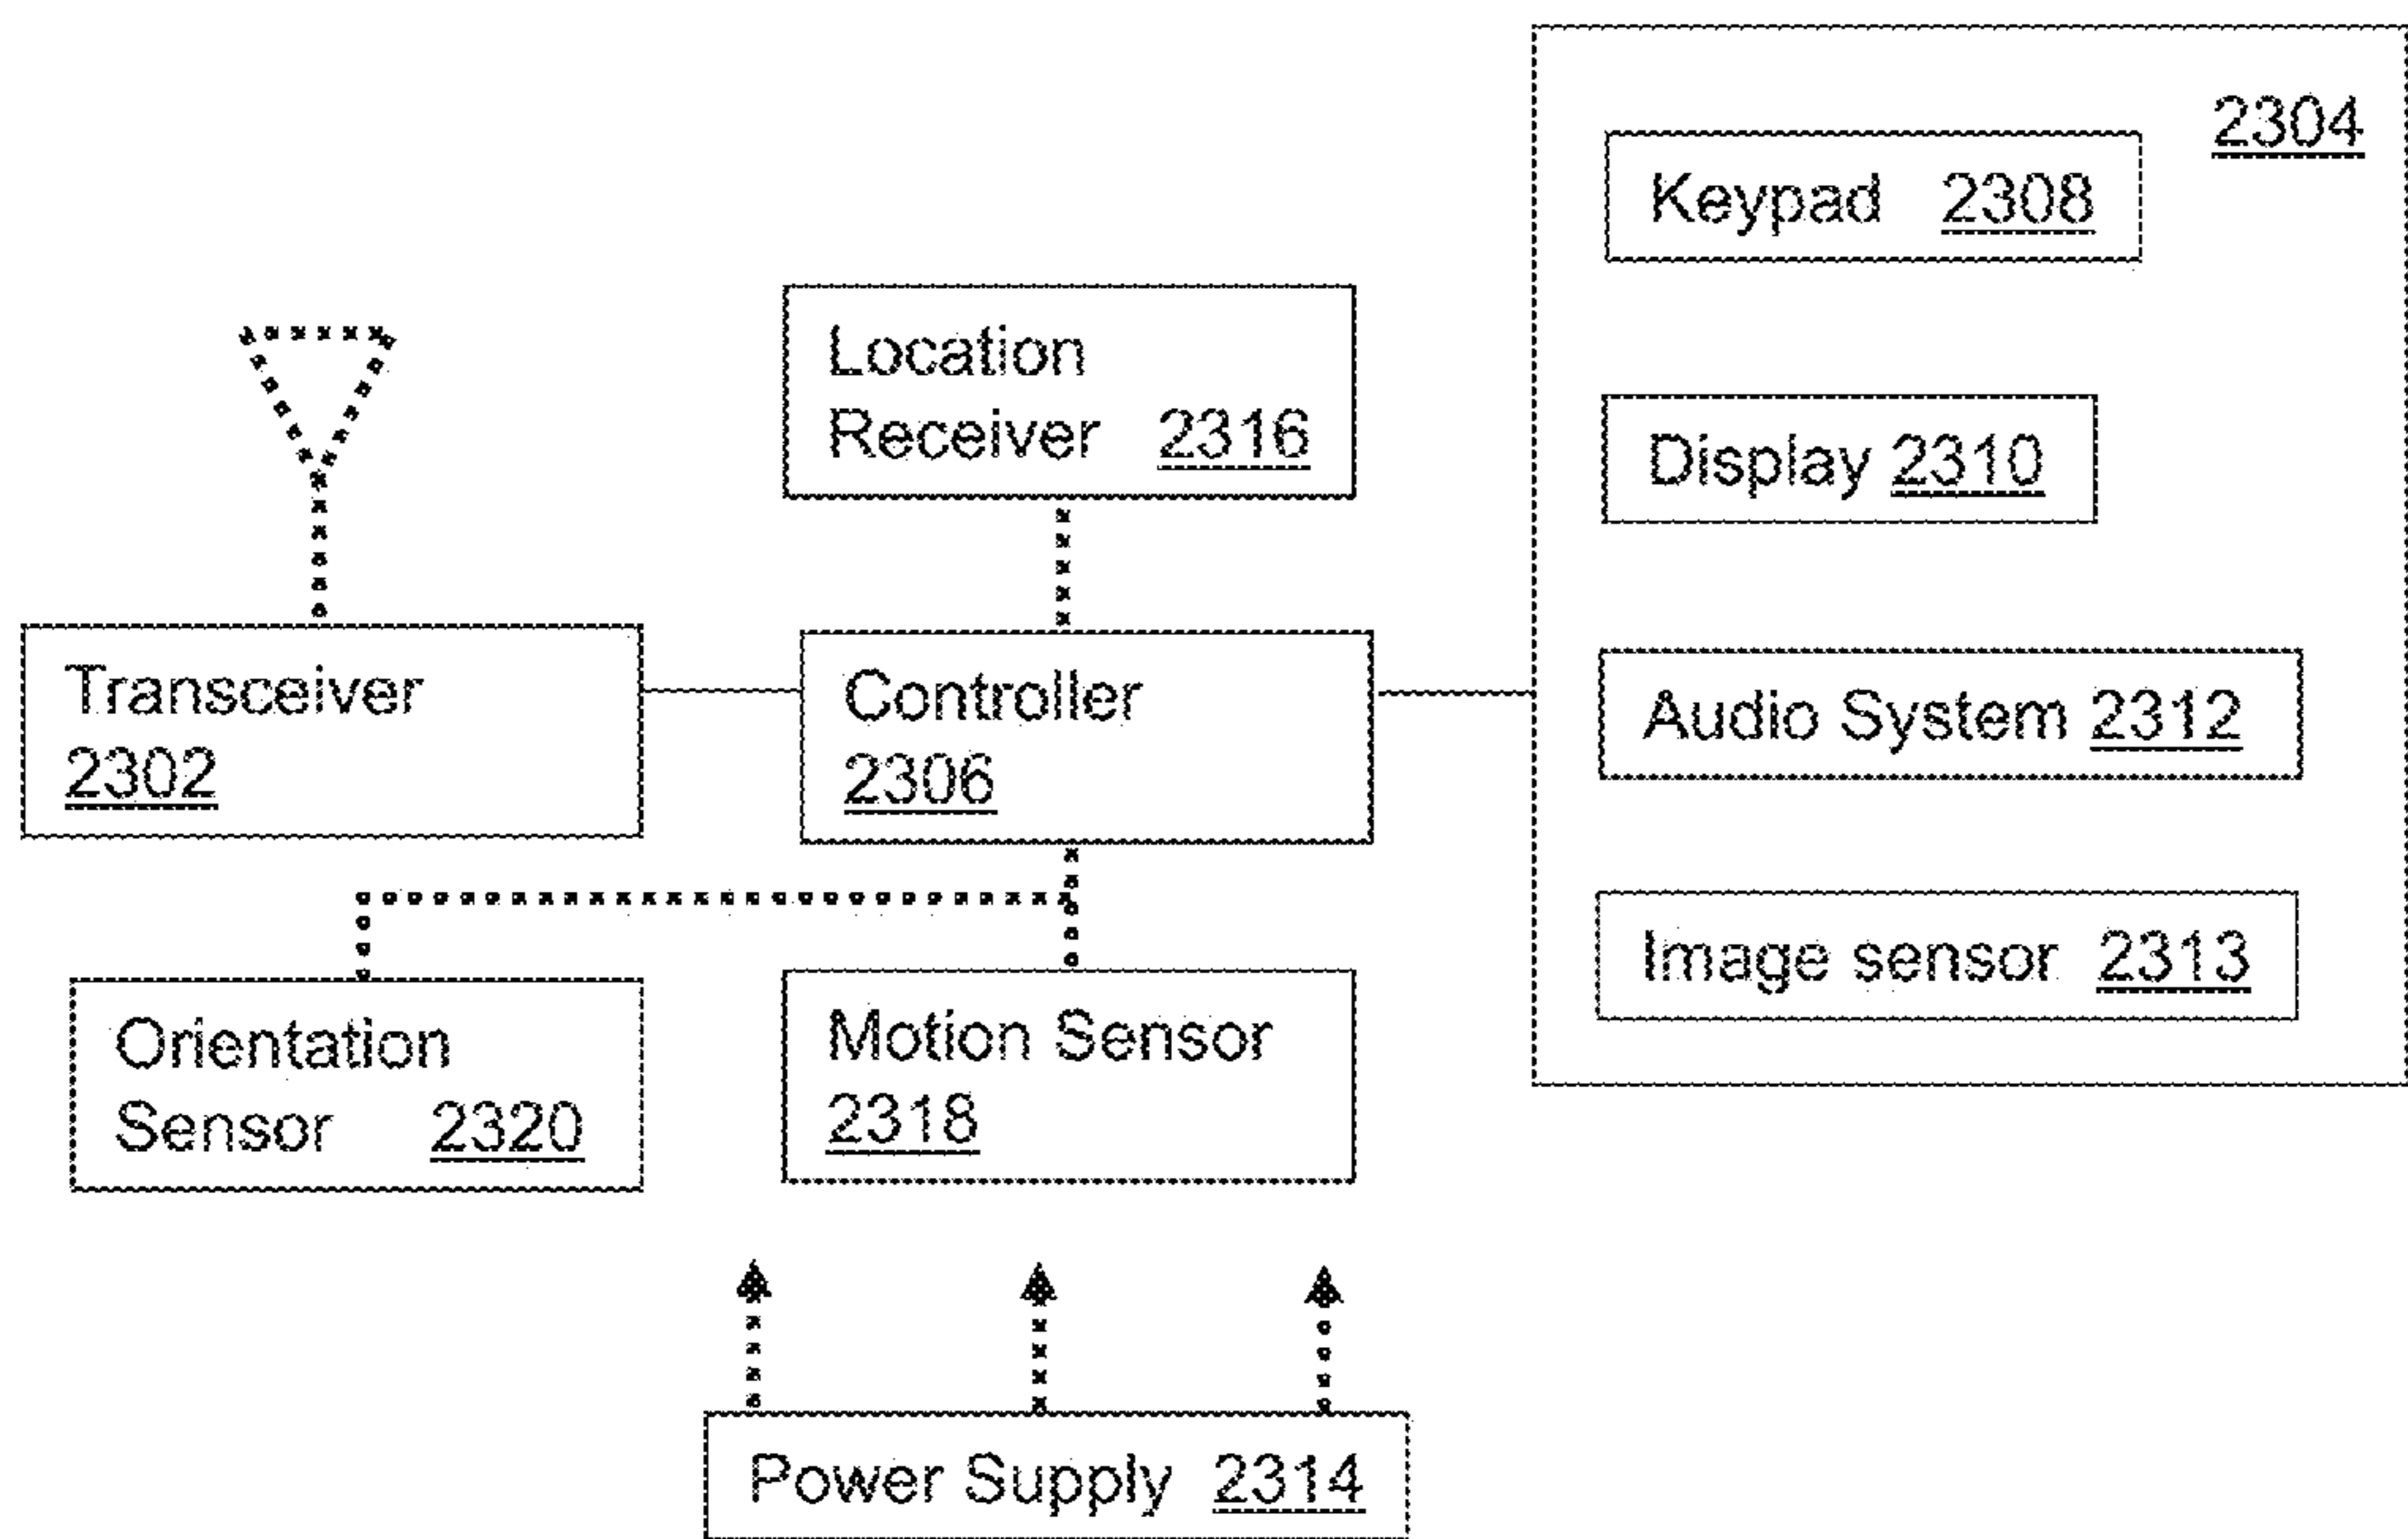 2304
Keypad 2308
Location
Receiver 2316
Display 2310
Transceiver
2302
Controller
2306
Audio System 2312
Image sensor 2313
Orientation
Sensor 2320
Motion Sensor
2318
Power Supply 2314